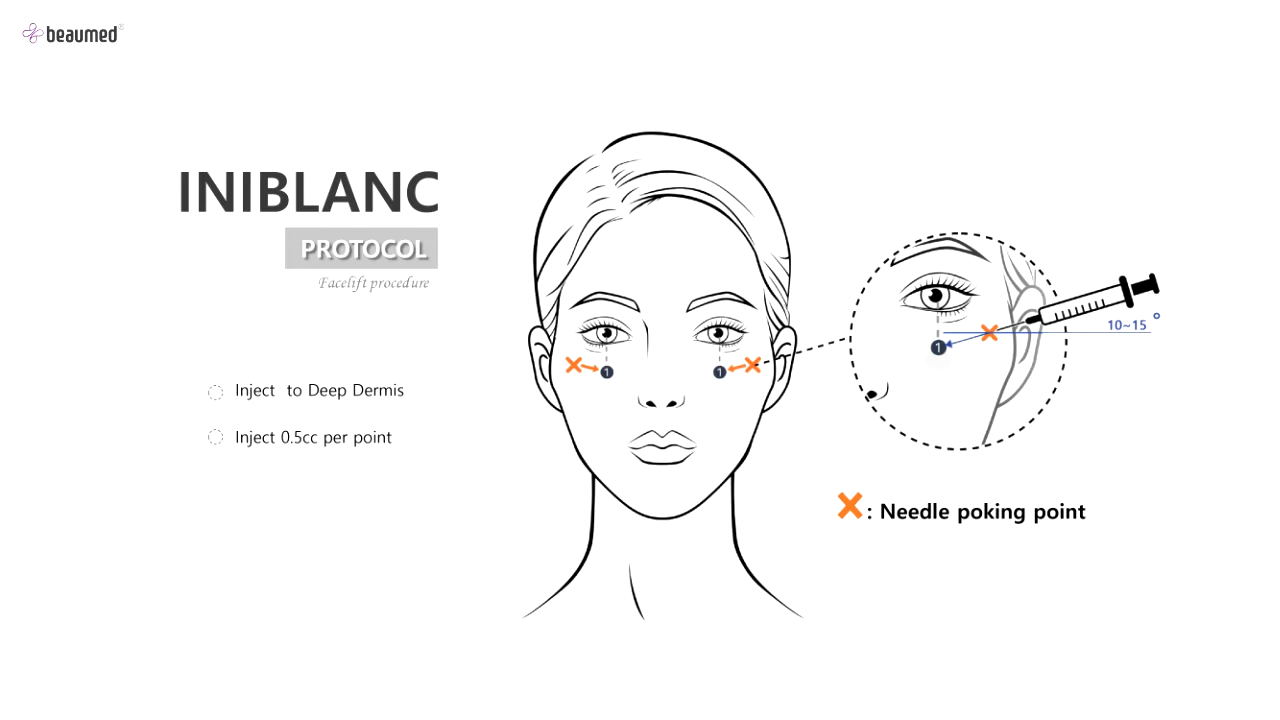 beaumed
INIBLANC
PROTOCOL
Facelift procedure
Inject to Deep Dermis
Inject 0.5cc per point
1
1
1
10~15 °
: Needle poking point